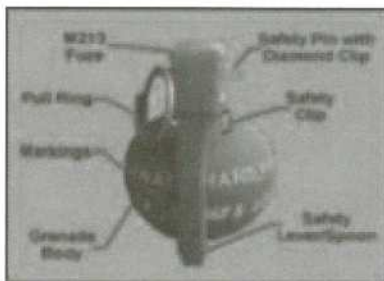 M213
Fuze
Safety Pin with
Diamond Clip
Pull Ring
Safety
Clip
Markings
Grenade
Body
Safety
Lever/Spoon